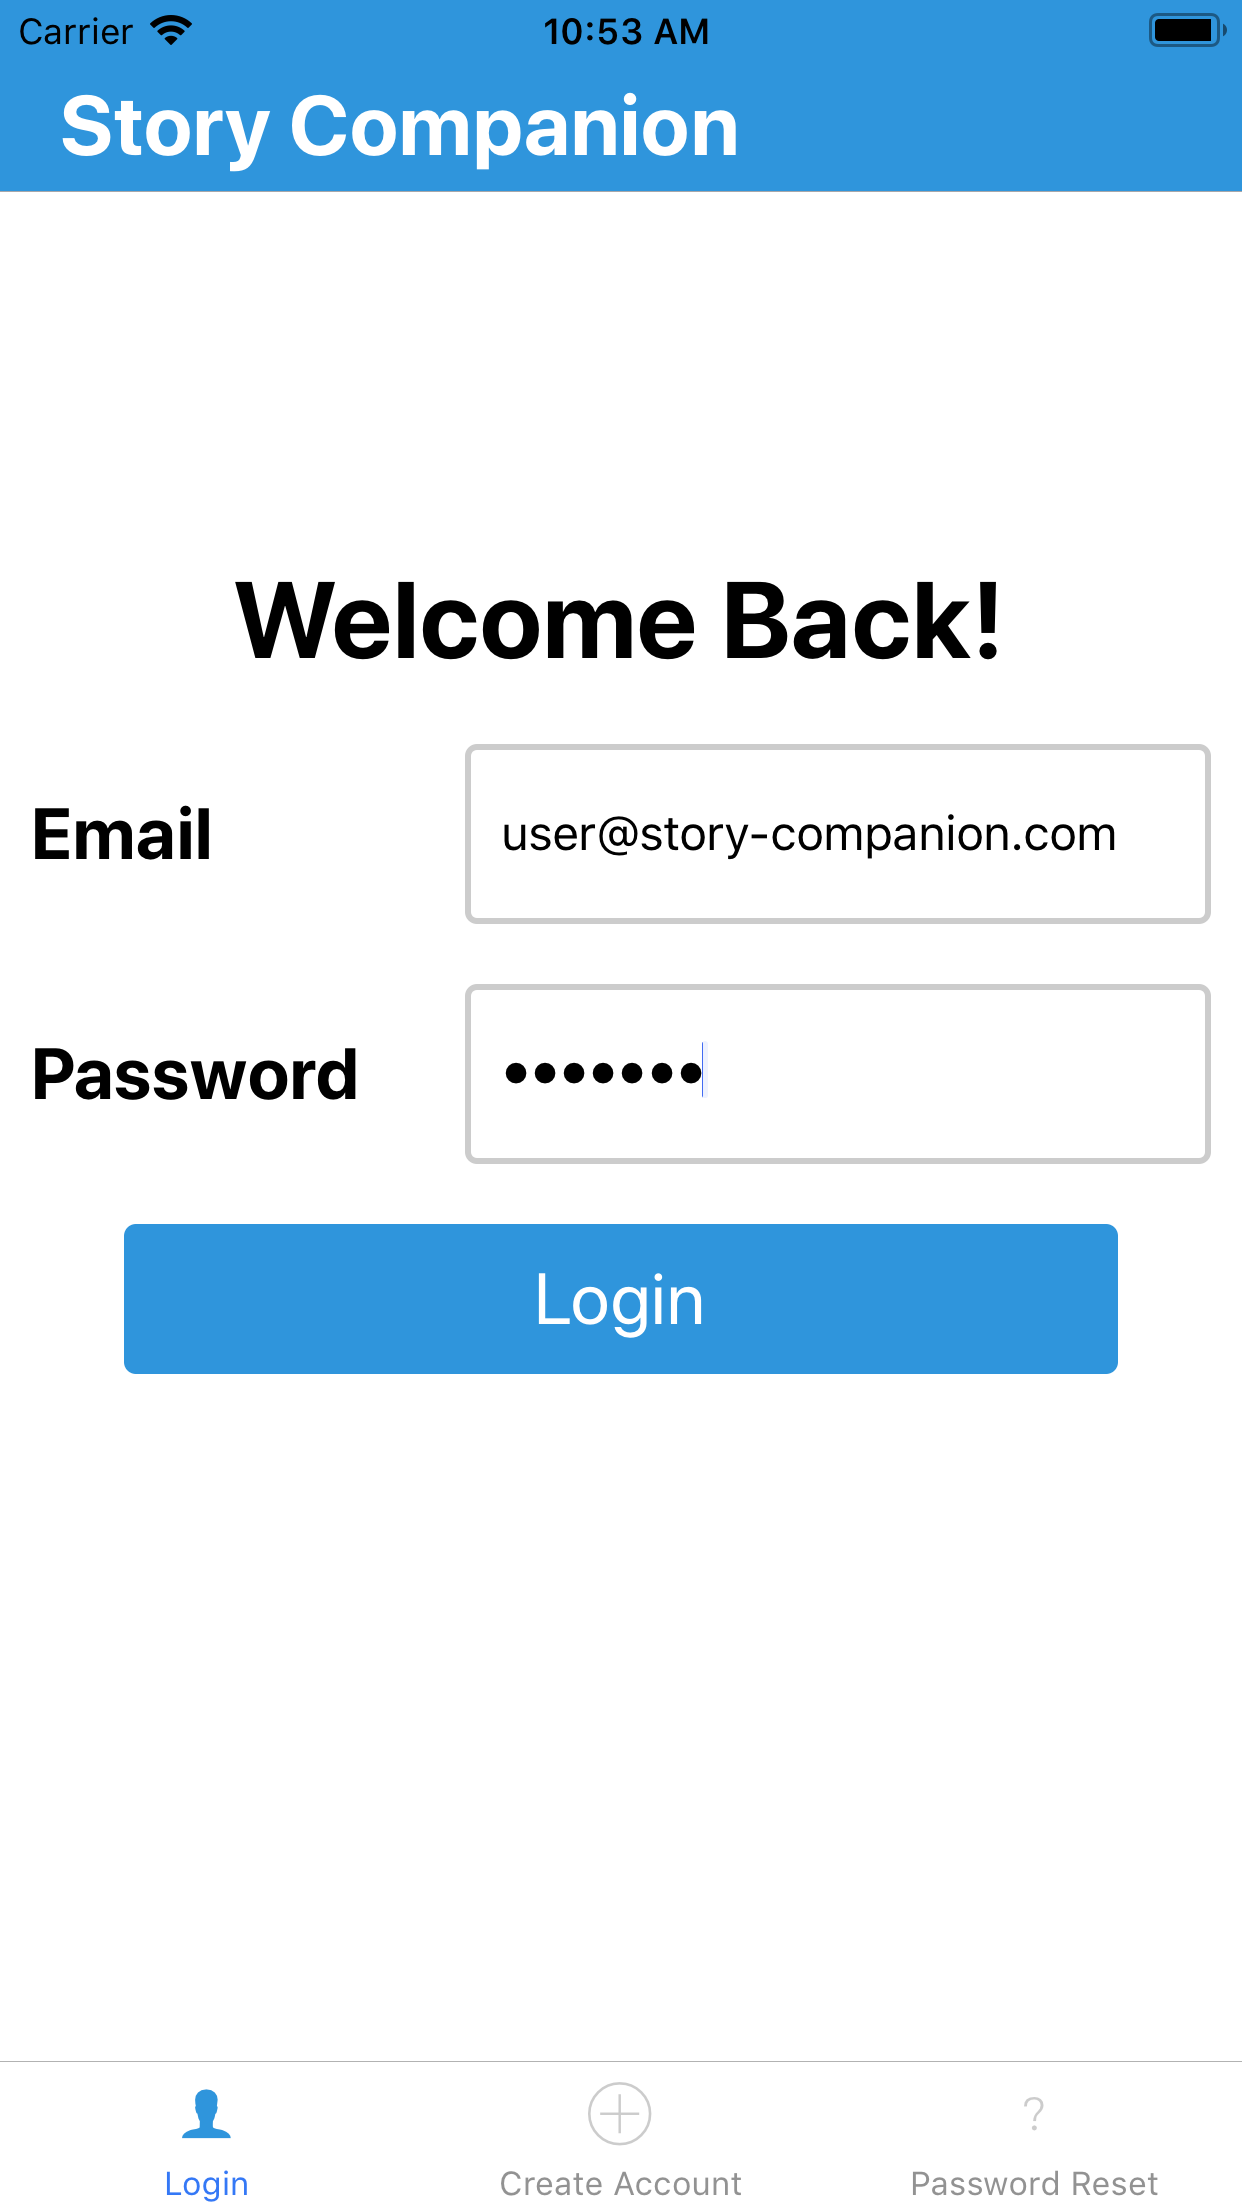 Carrier 10:53 AM
Story Companion
Welcome Back!
Email user@story-companion.com
Password •••••••
Login
Login Create Account Password Reset